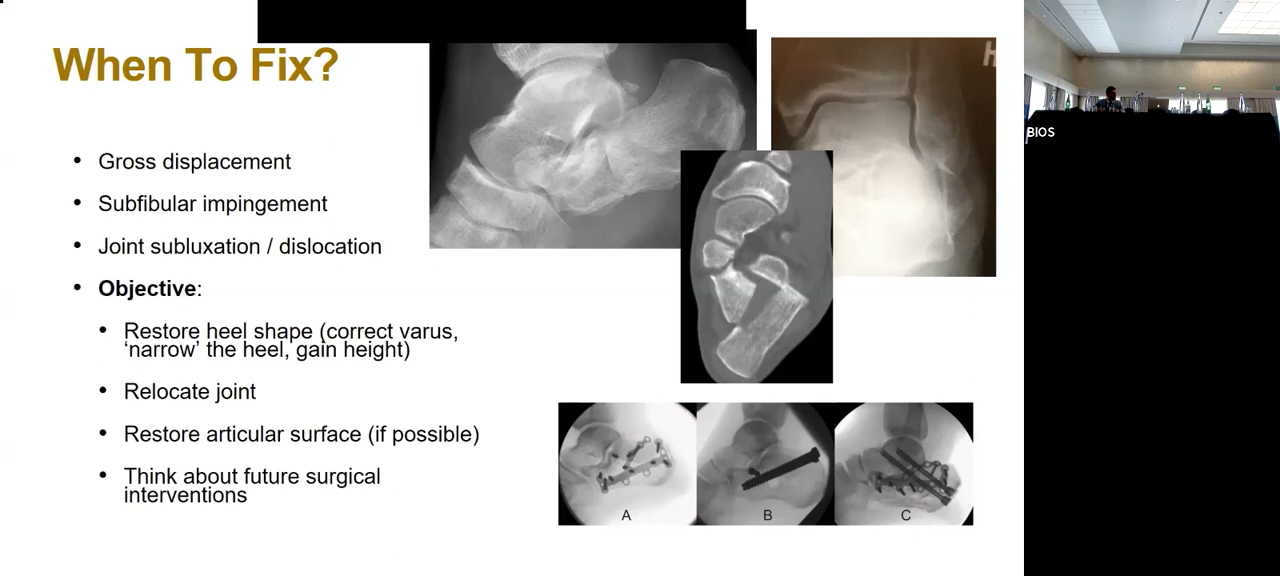 When To Fix?
H
• Gross displacement
• Subfibular impingement
• Joint subluxation / dislocation
• Objective:
• Restore heel shape (correct varus,
‘narrow’ the heel, gain height)
• Relocate joint
• Restore articular surface (if possible)
• Think about future surgical
interventions
A B C
BIOS